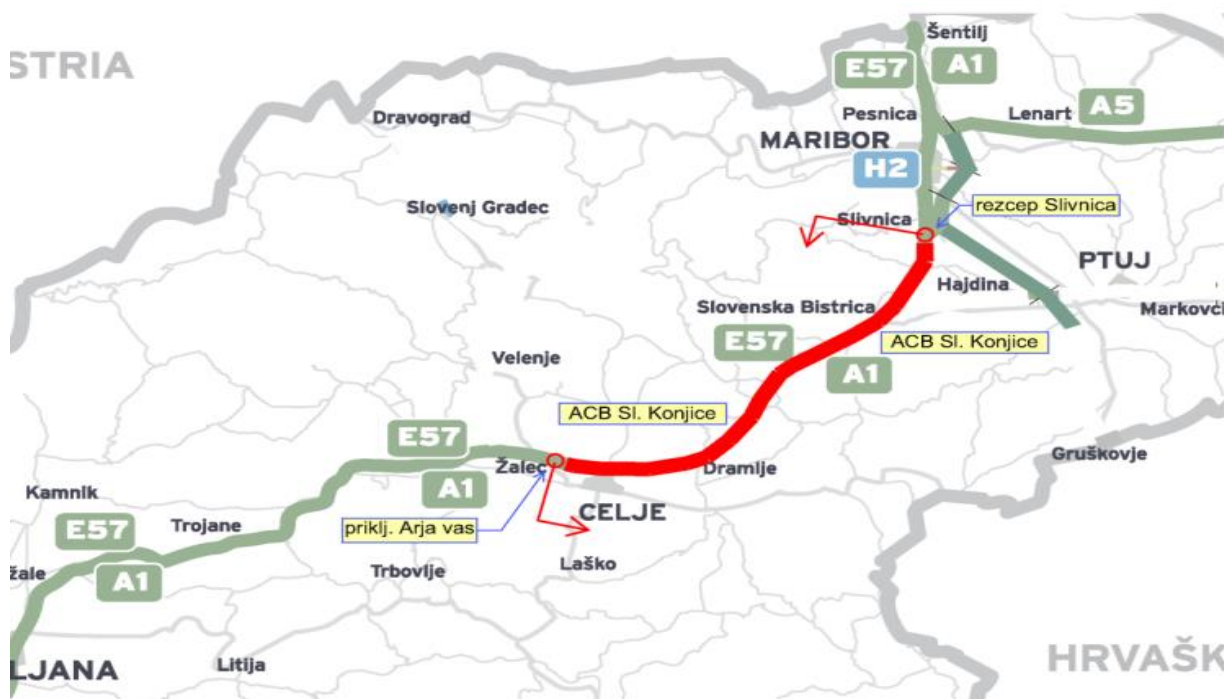 STRIA
Šentilj
E57
A1
Pesnica
Lenart
A5
Dravograd
MARIBOR
H2
Slovenj Gradec
rezcep Slivnica
Slivnica
PTUJ
Hajdina
Markovci
Slovenska Bistrica
E57
ACB Sl. Konjice
A1
Velenje
ACB Sl. Konjice
E57
Žalec
Dramlje
Gruškovje
A1
Kamnik
CELJE
E57
Trojane
priklj. Arja vas
žale
A1
Trbovlje
Laško
LJANA
Litija
HRVAŠK